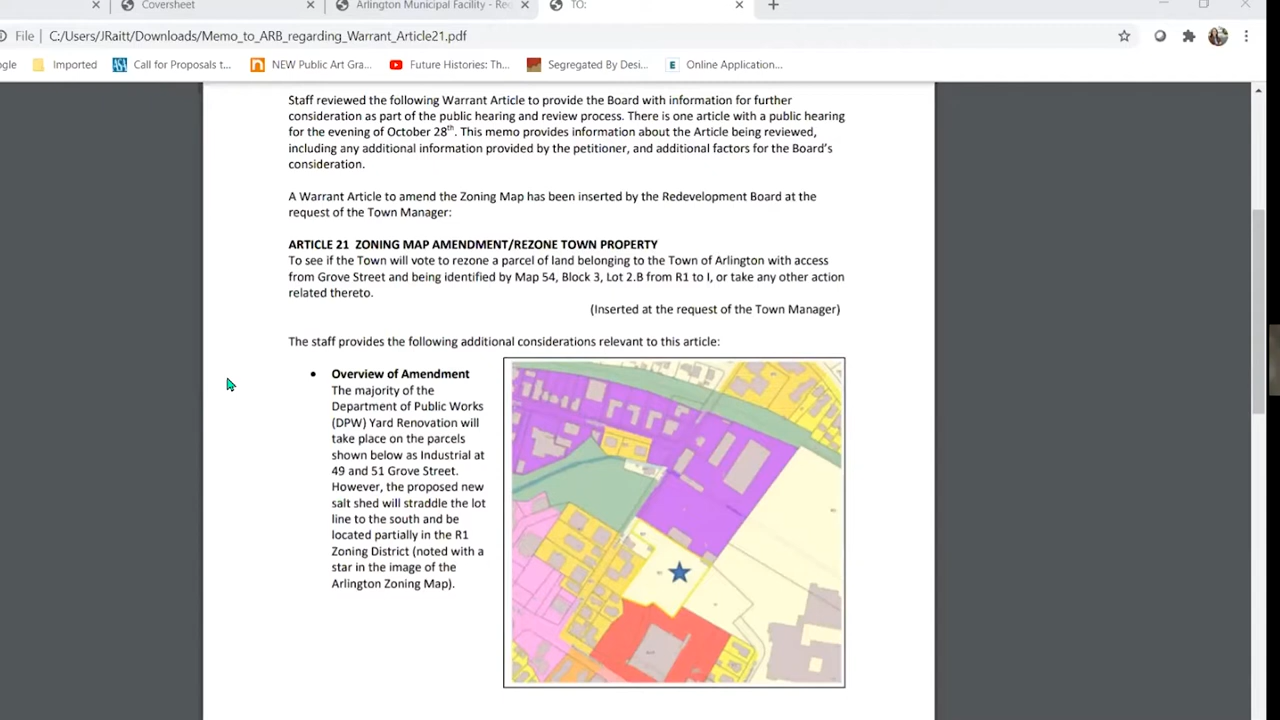 Coversheet
Arlington Municipal Facility - Re
TO:
File
C:/Users/JRaitt/Downloads/Memo_to_ARB_regarding_Warrant_Article21.pdf
ogle
Imported
Call for Proposals t...
NEW Public Art Gra...
Future Histories: Th...
Segregated By Desi...
Online Application...
Staff reviewed the following Warrant Article to provide the Board with information for further
consideration as part of the public hearing and review process. There is one article with a public hearing
for the evening of October 28th. This memo provides information about the Article being reviewed,
including any additional information provided by the petitioner, and additional factors for the Board's
consideration.
A Warrant Article to amend the Zoning Map has been inserted by the Redevelopment Board at the
request of the Town Manager:
ARTICLE 21 ZONING MAP AMENDMENT/REZONE TOWN PROPERTY
To see if the Town will vote to rezone a parcel of land belonging to the Town of Arlington with access
from Grove Street and being identified by Map 54, Block 3, Lot 2.B from R1 to I, or take any other action
related thereto.
(Inserted at the request of the Town Manager)
The staff provides the following additional considerations relevant to this article:
• Overview of Amendment
The majority of the
Department of Public Works
(DPW) Yard Renovation will
take place on the parcels
shown below as Industrial at
49 and 51 Grove Street.
However, the proposed new
salt shed will straddle the lot
line to the south and be
located partially in the R1
Zoning District (noted with a
star in the image of the
Arlington Zoning Map).